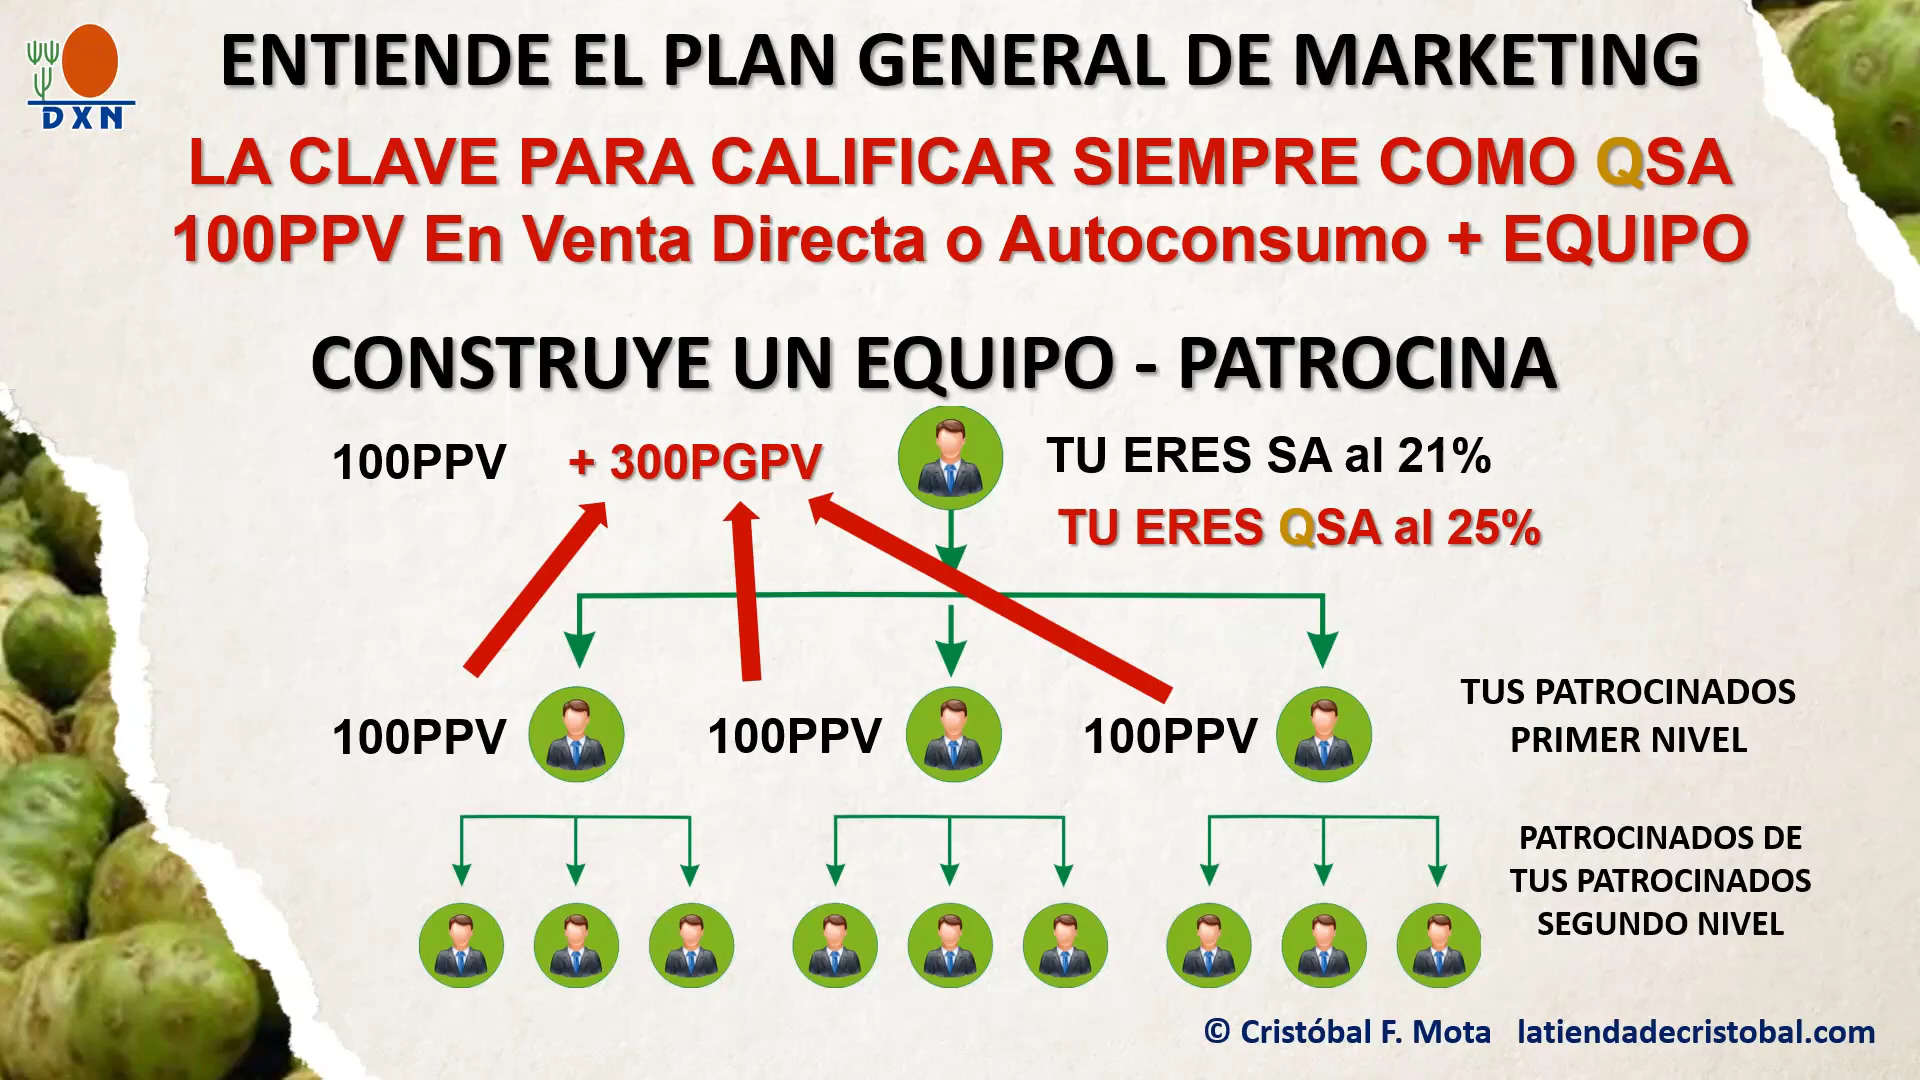 DXN
ENTIENDE EL PLAN GENERAL DE MARKETING
LA CLAVE PARA CALIFICAR SIEMPRE COMO QSA
100PPV En Venta Directa o Autoconsumo + EQUIPO
CONSTRUYE UN EQUIPO - PATROCINA
100PPV + 300PGPV
TU ERES SA al 21%
TU ERES QSA al 25%
100PPV 100PPV 100PPV
TUS PATROCINADOS
PRIMER NIVEL
PATROCINADOS DE
TUS PATROCINADOS
SEGUNDO NIVEL
© Cristóbal F. Mota latiendadecristobal.com